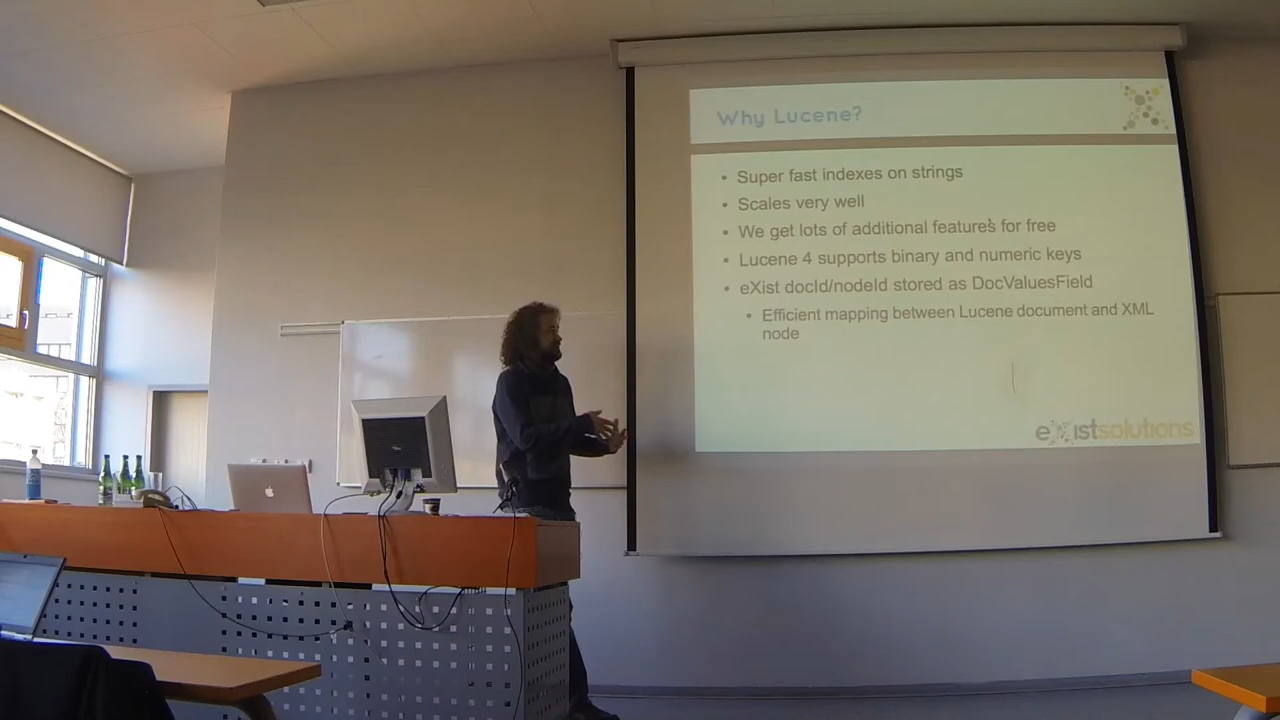 Why Lucene?
• Super fast indexes on strings
• Scales very well
• We get lots of additional features for free
• Lucene 4 supports binary and numeric keys
• eXist docId/nodeId stored as DocValuesField
• Efficient mapping between Lucene document and XML
node
eXistsolutions